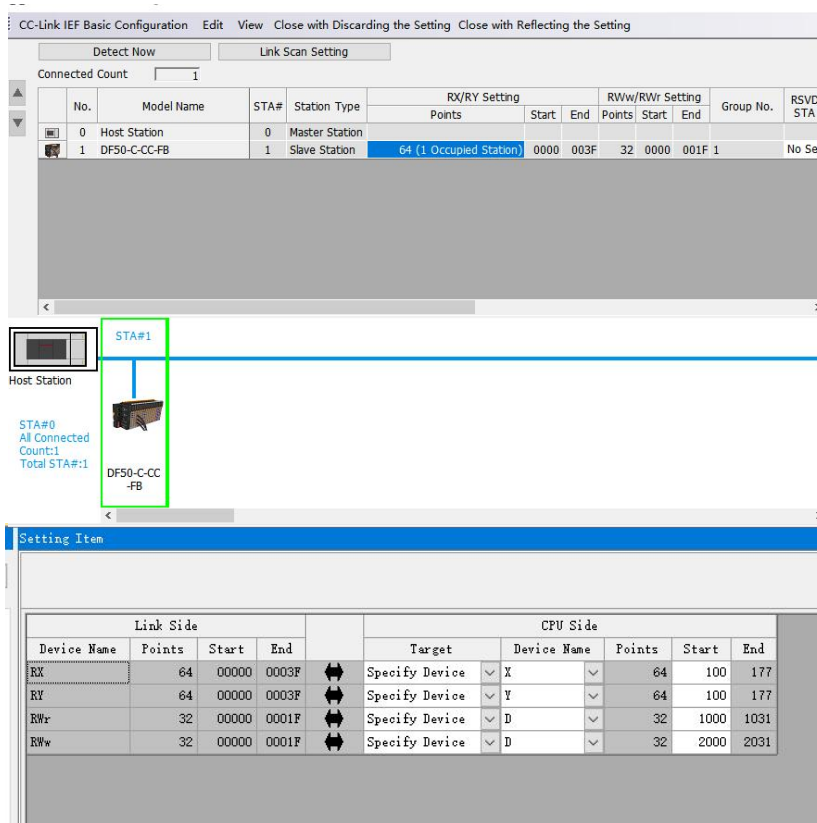 CC-Link IEF Basic Configuration Edit View Close with Discarding the Setting Close with Reflecting the Setting
Detect Now Link Scan Setting
Connected Count 1
No. Model Name STA# Station Type RX/RY Setting RWw/RWr Setting Group No. RSVD STA
Points Start End Points Start End
0 Host Station 0 Master Station
1 DF50-C-CC-FB 1 Slave Station 64 (1 Occupied Station) 0000 003F 32 0000 001F 1 No Se
STA#1
Host Station
STA#0
All Connected
Count:1
Total STA#:1
DF50-C-CC
-FB
Setting Item
Link Side CPU Side
Device Name Points Start End Target Device Name Points Start End
RX 64 00000 0003F Specify Device X 64 100 177
RY 64 00000 0003F Specify Device Y 64 100 177
RWr 32 00000 0001F Specify Device D 32 1000 1031
RWw 32 00000 0001F Specify Device D 32 2000 2031